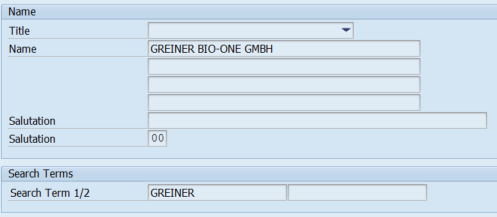 Name
Title
Name GREINER BIO-ONE GMBH
Salutation
Salutation 00
Search Terms
Search Term 1/2 GREINER